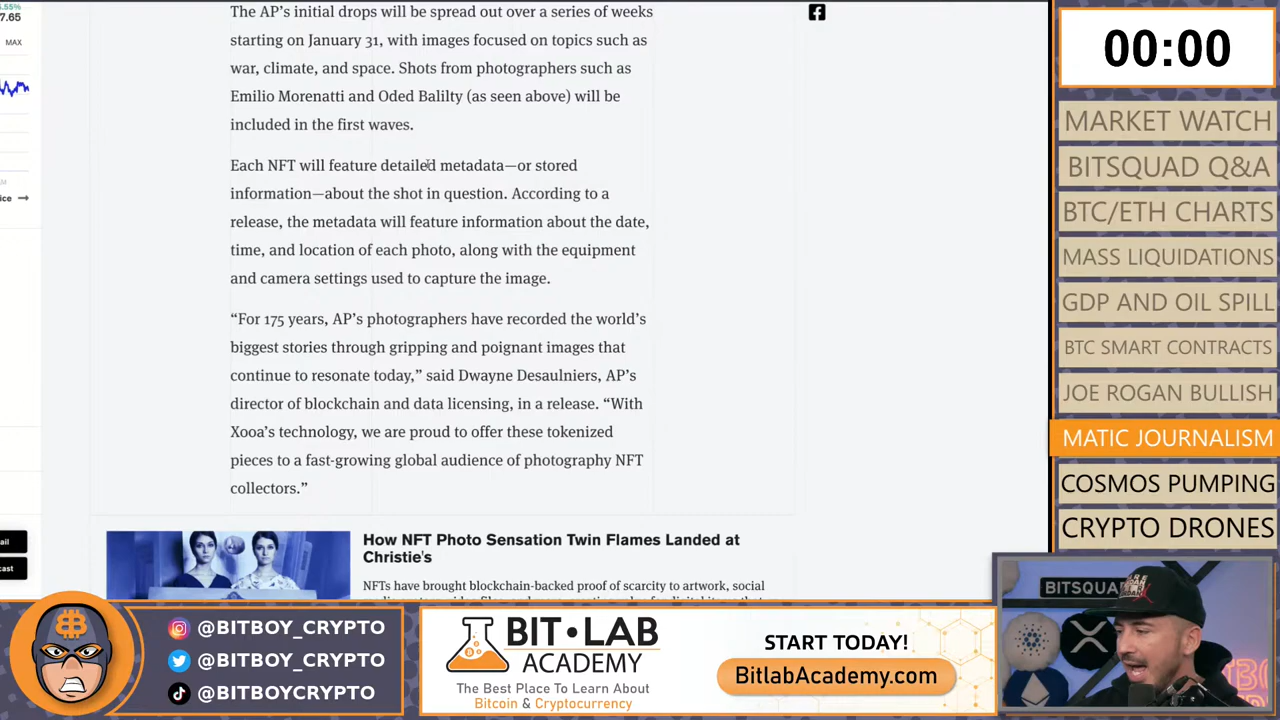 .55%
7.65
MAX
ice →
ail
cast
The AP's initial drops will be spread out over a series of weeks
starting on January 31, with images focused on topics such as
war, climate, and space. Shots from photographers such as
Emilio Morenatti and Oded Balilty (as seen above) will be
included in the first waves.
Each NFT will feature detailed metadata—or stored
information—about the shot in question. According to a
release, the metadata will feature information about the date,
time, and location of each photo, along with the equipment
and camera settings used to capture the image.
“For 175 years, AP’s photographers have recorded the world’s
biggest stories through gripping and poignant images that
continue to resonate today,” said Dwayne Desaulniers, AP’s
director of blockchain and data licensing, in a release. “With
Xooa’s technology, we are proud to offer these tokenized
pieces to a fast-growing global audience of photography NFT
collectors.”
How NFT Photo Sensation Twin Flames Landed at
Christie's
NFTs have brought blockchain-backed proof of scarcity to artwork, social
00:00
MARKET WATCH
BITSQUAD Q&A
BTC/ETH CHARTS
MASS LIQUIDATIONS
GDP AND OIL SPILL
BTC SMART CONTRACTS
JOE ROGAN BULLISH
MATIC JOURNALISM
COSMOS PUMPING
CRYPTO DRONES
BITSQUA
@BITBOY_CRYPTO
@BITBOY_CRYPTO
@BITBOYCRYPTO
BIT•LAB
ACADEMY
The Best Place To Learn About
Bitcoin & Cryptocurrency
START TODAY!
BitlabAcademy.com